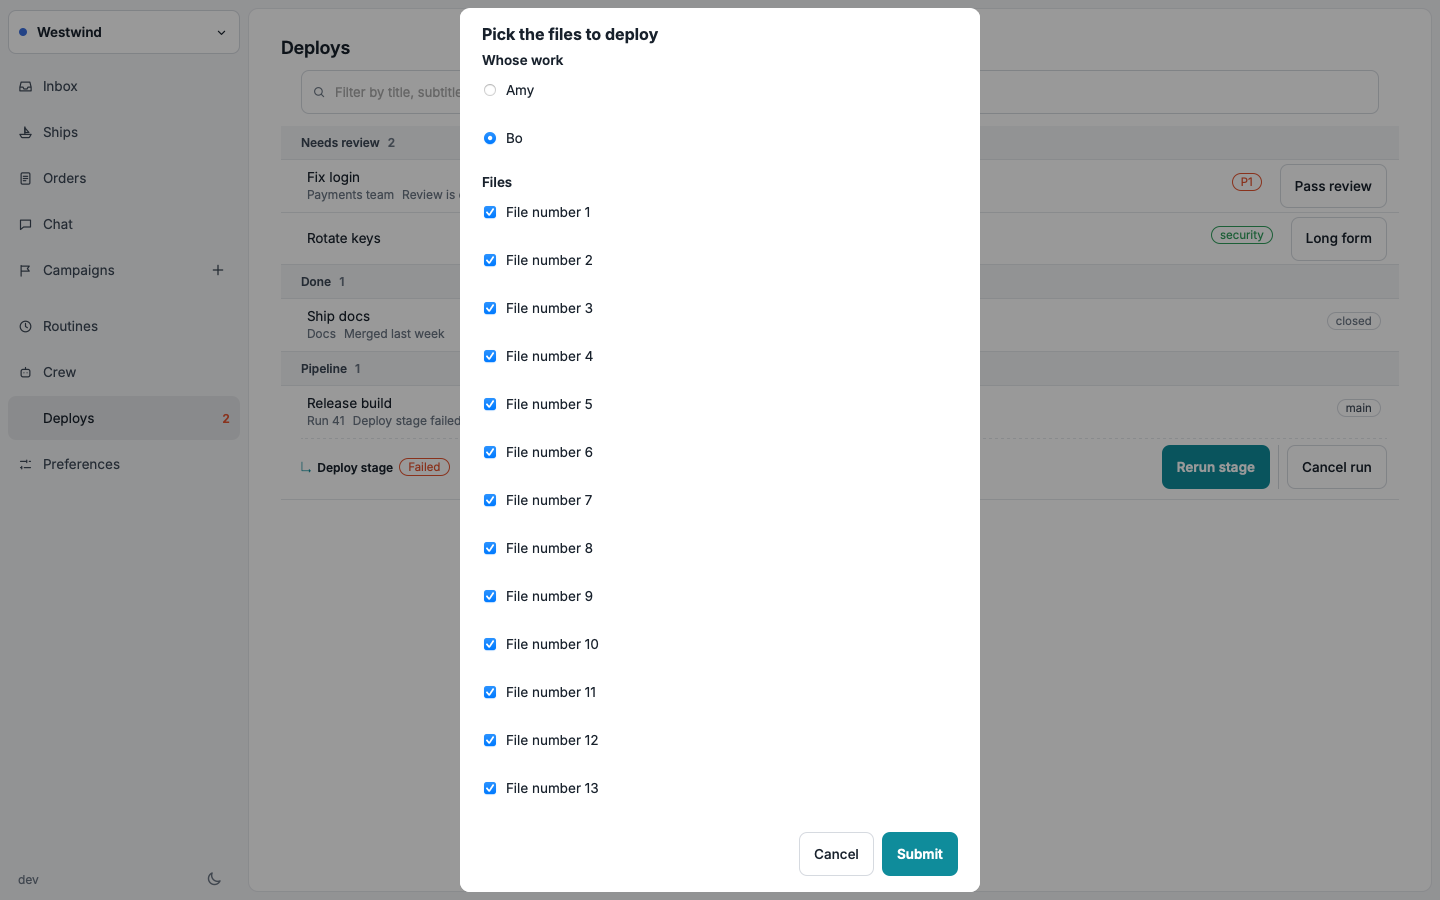 Westwind
Inbox
Ships
Orders
Chat
Campaigns
Routines
Crew
Deploys 2
Preferences
dev
Deploys
Filter by title, subtitle
Needs review 2
Fix login
Payments team Review is
P1
Pass review
Rotate keys
security
Long form
Done 1
Ship docs
Docs Merged last week
closed
Pipeline 1
Release build
Run 41 Deploy stage failed
main
Deploy stage Failed
Rerun stage
Cancel run
Pick the files to deploy
Whose work
Amy
Bo
Files
File number 1
File number 2
File number 3
File number 4
File number 5
File number 6
File number 7
File number 8
File number 9
File number 10
File number 11
File number 12
File number 13
Cancel
Submit